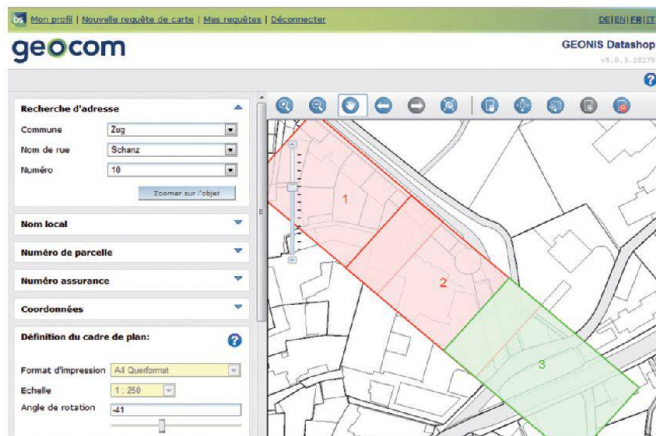 DS Mon profil | Nouvelle requête de carte | Mes requêtes | Déconnecter
DE|EN|FR|IT
geocom
GEONIS Datashop
?
Recherche d'adresse
Commune Zug
Nom de rue Schanz
Numéro 10
Zoomer sur l'objet
Nom local
Numéro de parcelle
Numéro assurance
Coordonnées
Définition du cadre de plan: ?
Format d'impression A4 Querformat
Echelle 1 : 250
Angle de rotation -41
1
2
3